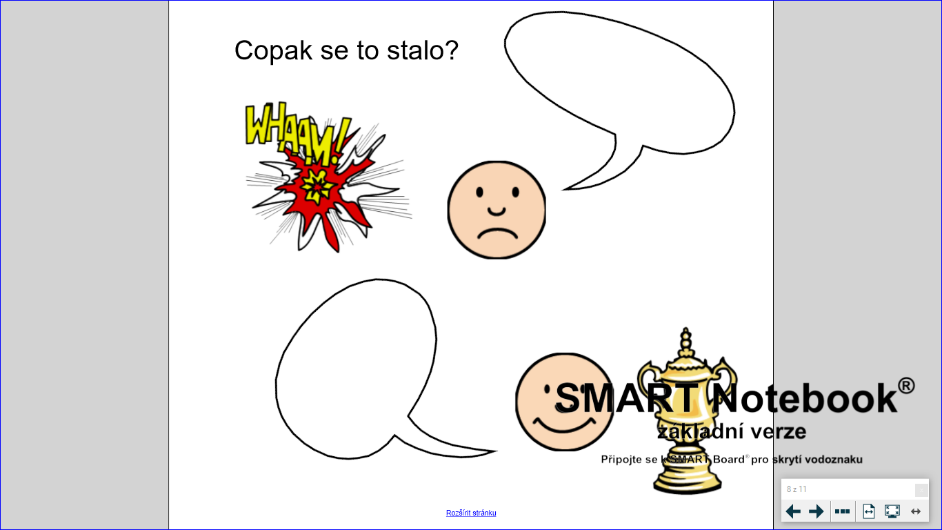 Copak se to stalo?
WHAAM!
SMART Notebook®
základní verze
Připojte se k SMART Board® pro skrytí vodoznaku
8 z 11
Rozšířit stránku